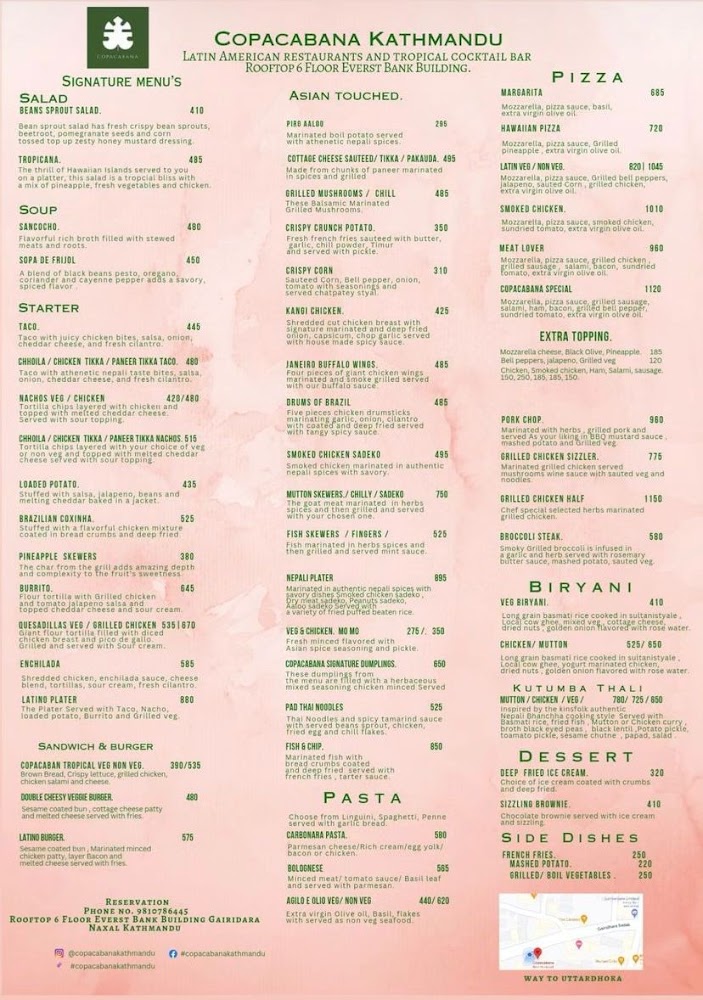 COPACABANA
COPACABANA KATHMANDU
LATIN AMERICAN RESTAURANTS AND TROPICAL COCKTAIL BAR
ROOFTOP 6 FLOOR EVERST BANK BUILDING.
SIGNATURE MENU'S
SALAD
BEANS SPROUT SALAD. 410
Bean sprout salad has fresh crispy bean sprouts,
beetroot, pomegranate seeds and corn
tossed top up zesty honey mustard dressing.
TROPICANA. 485
The thrill of Hawaiian Islands served to you
on a platter, this salad is a tropcial bliss with
a mix of pineapple, fresh vegetables and chicken.
SOUP
SANCOCHO. 480
Flavorful rich broth filled with stewed
meats and roots.
SOPA DE FRIJOL 450
A blend of black beans pesto, oregano,
coriander and cayenne pepper adds a savory,
spiced flavor .
STARTER
TACO. 445
Taco with juicy chicken bites, salsa, onion,
cheddar cheese, and fresh cilantro.
CHHOILA / CHICKEN TIKKA / PANEER TIKKA TACO. 480
Taco with athenetic nepali taste bites, salsa,
onion, cheddar cheese, and fresh cilantro.
NACHOS VEG / CHICKEN 420/480
Tortilla chips layered with chicken and
topped with melted cheddar cheese.
Served with sour topping.
CHHOILA / CHICKEN TIKKA / PANEER TIKKA NACHOS. 515
Tortilla chips layered with your choice of veg
or non veg and topped with melted cheddar
cheese served with sour topping.
LOADED POTATO. 435
Stuffed with salsa, jalapeno, beans and
melting cheddar baked in a jacket.
BRAZILIAN COXINHA. 525
Stuffed with a flavorful chicken mixture
coated in bread crumbs and deep fried
PINEAPPLE SKEWERS 380
The char from the grill adds amazing depth
and complexity to the fruit's sweetness
BURRITO. 645
Flour tortilla with Grilled chicken
and tomato jalapeno salsa and
topped cheddar cheese and sour cream.
QUESADILLAS VEG / GRILLED CHICKEN 535|670
Giant flour tortilla filled with diced
chicken breast and pico de gallo.
Grilled and served with Sour cream.
ENCHILADA 585
Shredded chicken, enchilada sauce, cheese
blend, tortillas, sour cream, fresh cilantro.
LATINO PLATER 880
The Plater Served with Taco, Nacho,
loaded potato, Burrito and Grilled veg.
SANDWICH & BURGER
COPACABAN TROPICAL VEG NON VEG. 390/535
Brown Bread, Crispy lettuce, grilled chicken,
chicken salami and cheese.
DOUBLE CHEESY VEGGIE BURGER. 480
Sesame coated bun , cottage cheese patty
and melted cheese served with fries.
LATINO BURGER. 575
Sesame coated bun , Marinated minced
chicken patty, layer Bacon and
melted cheese served with fries.
RESERVATION
PHONE NO. 9810786445
ROOFTOP 6 FLOOR EVERST BANK BUILDING GAIRIDARA
NAXAL KATHMANDU
@copacabanakathmandu #copacabanakathmandu
#copacabanakathmandu
ASIAN TOUCHED.
PIRO AALOO 295
Marinated boil potato served
with athenetic nepali spices.
COTTAGE CHEESE SAUTEED/ TIKKA / PAKAUDA. 495
Made from chunks of paneer marinated
in spices and grilled
GRILLED MUSHROOMS / CHILL 485
These Balsamic Marinated
Grilled Mushrooms.
CRISPY CRUNCH POTATO. 350
Fresh french fries sauteed with butter,
garlic, chili powder, Timur
and served with pickle.
CRISPY CORN 310
Sauteed Corn, Bell pepper, onion,
tomato with seasonings and
served chatpatey styal.
KANGI CHICKEN. 425
Shredded cut chicken breast with
signature marinated and deep fried
onion, capsicum, chop garlic served with
house made spicy sauce.
JANEIRO BUFFALO WINGS. 485
Four pieces of giant chicken wings
marinated and smoke grilled served
with our buffalo sauce.
DRUMS OF BRAZIL 485
Five pieces chicken drumsticks
marinating garlic, onion, cilantro
with coated and deep fried served
with tangy spicy sauce.
SMOKED CHICKEN SADEKO 495
Smoked chicken marinated in authentic
nepali spices with savory.
MUTTON SKEWERS./ CHILLY / SADEKO 750
The goat meat marinated in herbs
spices and then grilled and served
with your chosen one.
FISH SKEWERS / FINGERS / 525
Fish marinated in herbs spices and
then grilled and served mint sauce.
NEPALI PLATER 895
Marinated in authentic nepali spices with
savory dishes Smoked chicken sadeko ,
Dry meat sadeko, Peanuts sadeko,
Aaloo sadeko Served with
a variety of fried puffed beaten rice.
VEG & CHICKEN. MO MO 275 /. 350
Fresh minced flavored with
Asian spice seasoning and pickle.
COPACABANA SIGNATURE DUMPLINGS. 650
These dumplings from
the menu are filled with a herbaceous
mixed seasoning chicken minced Served
PAD THAI NOODLES 525
Thai Noodles and spicy tamarind sauce
with served beans sprout, chicken,
fried egg and chilly flakes.
FISH & CHIP. 850
Marinated fish with
bread crumbs coated
and deep fried served with
french fries , tarter sauce.
PASTA
Choose from Linguini, Spaghetti, Penne
served with garlic bread.
CARBONARA PASTA. 580
Parmesan cheese/Rich cream/egg yolk/
bacon or chicken.
BOLOGNESE 565
Minced meat/ tomato sauce/ Basil leaf
and served with parmesan.
AGILO E OLIO VEG/ NON VEG 440/ 620
Extra virgin Olive oil, Basil, flakes
with served as non veg seafood.
PIZZA
MARGARITA 685
Mozzarella, pizza sauce, basil,
extra virgin olive oil.
HAWAIIAN PIZZA 720
Mozzarella, pizza sauce, Grilled
pineapple , extra virgin olive oil.
LATIN VEG / NON VEG. 820| 1045
Mozzarella, pizza sauce, Grilled bell peppers,
jalapeno, sauted Corn , grilled chicken,
extra virgin olive oil.
SMOKED CHICKEN. 1010
Mozzarella, pizza sauce, smoked chicken,
sundried tomato, extra virgin olive oil.
MEAT LOVER 960
Mozzarella, pizza sauce, grilled chicken ,
grilled sausage , salami, bacon, sundried
tomato, extra virgin olive oil.
COPACABANA SPECIAL 1120
Mozzarella, pizza sauce, grilled sausage,
salami, ham, bacon, grilled bell pepper,
sundried tomato, extra virgin olive oil.
EXTRA TOPPING.
Mozzarella cheese, Black Olive, Pineapple. 185
Bell peppers, jalapeno, Grilled veg 120
Chicken, Smoked chicken, Ham, Salami, sausage.
150, 250, 185, 185, 150.
PORK CHOP. 960
Marinated with herbs , grilled pork and
served As your liking in BBQ mustard sauce ,
mashed potato and Grilled veg.
GRILLED CHICKEN SIZZLER. 775
Marinated grilled chicken served
mushrooms wine sauce with sauted veg and
noodles.
GRILLED CHICKEN HALF 1150
Chef special selected herbs marinated
grilled chicken.
BROCCOLI STEAK. 580
Smoky Grilled broccoli is infused in
a garlic and herb served with rosemary
butter sauce, mashed potato, sauted veg.
BIRYANI
VEG BIRYANI. 410
Long grain basmati rice cooked in sultanistyale ,
Local cow ghee, mixed veg , cottage cheese,
dried nuts , golden onion flavored with rose water.
CHICKEN/ MUTTON 525/ 650
Long grain basmati rice cooked in sultanistyale ,
Local cow ghee, yogurt marinated chicken,
dried nuts , golden onion flavored with rose water.
KUTUMBA THALI
MUTTON / CHICKEN / VEG / 780/ 725 / 650
Inspired by the kinsfolk authentic
Nepali Bhanchha cooking style Served with
Basmati rice, fried fish , Mutton or Chicken curry ,
broth black eyed peas , black lentil ,Potato pickle,
toamato pickle, sesame chutne , papad, salad .
DESSERT
DEEP FRIED ICE CREAM. 320
Choice of ice cream coated with crumbs
and deep fried.
SIZZLING BROWNIE. 410
Chocolate brownie served with ice cream
and sizzling.
SIDE DISHES
FRENCH FRIES. 250
MASHED POTATO. 220
GRILLED/ BOIL VEGETABLES . 250
WAY TO UTTARDHOKA